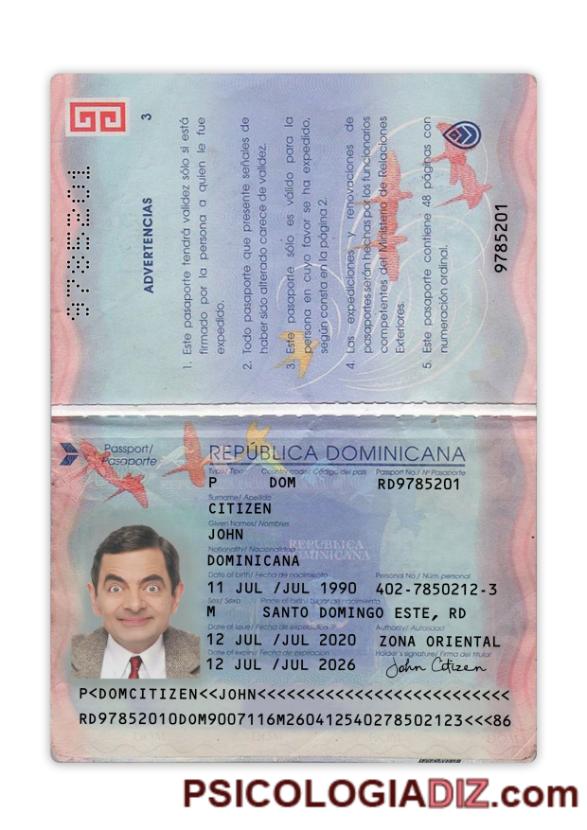 3
9785201
ADVERTENCIAS
1. Este pasaporte tendrá validez sólo si está
firmado por la persona a quien le fue
expedido.
2. Todo pasaporte que presente señales de
haber sido alterado carece de validez.
3. Este pasaporte sólo es válido para la
persona en cuyo favor se ha expedido,
según consta en la página 2.
4. Las expediciones y renovaciones de
pasaportes serán hechas por los funcionarios
competentes del Ministerio de Relaciones
Exteriores.
5. Este pasaporte contiene 48 páginas con
numeración ordinal.
9785201
Passport/
Pasaporte
REPÚBLICA DOMINICANA
Type/ Tipo Country code/ Código del país Passport No./ Nº Pasaporte
P DOM RD9785201
Surname/ Apellido
CITIZEN
Given Names/ Nombres
JOHN
REPUBLICA
DOMINICANA
Nationality/ Nacionalidad
DOMINICANA
Date of birth/ Fecha de nacimiento Personal No./ Núm. personal
11 JUL /JUL 1990 402-7850212-3
Sex/ Sexo Place of birth/ Lugar de nacimiento
M SANTO DOMINGO ESTE, RD
Date of issue/ Fecha de expedición Authority/ Autoridad
12 JUL /JUL 2020 ZONA ORIENTAL
Date of expiry/ Fecha de expiración Holder's signature/ Firma del titular
12 JUL /JUL 2026 John Citizen
P<DOMCITIZEN<<JOHN<<<<<<<<<<<<<<<<<<<<<<<<<<
RD97852010DOM9007116M260412540278502123<<<86
PSICOLOGIADIZ.com